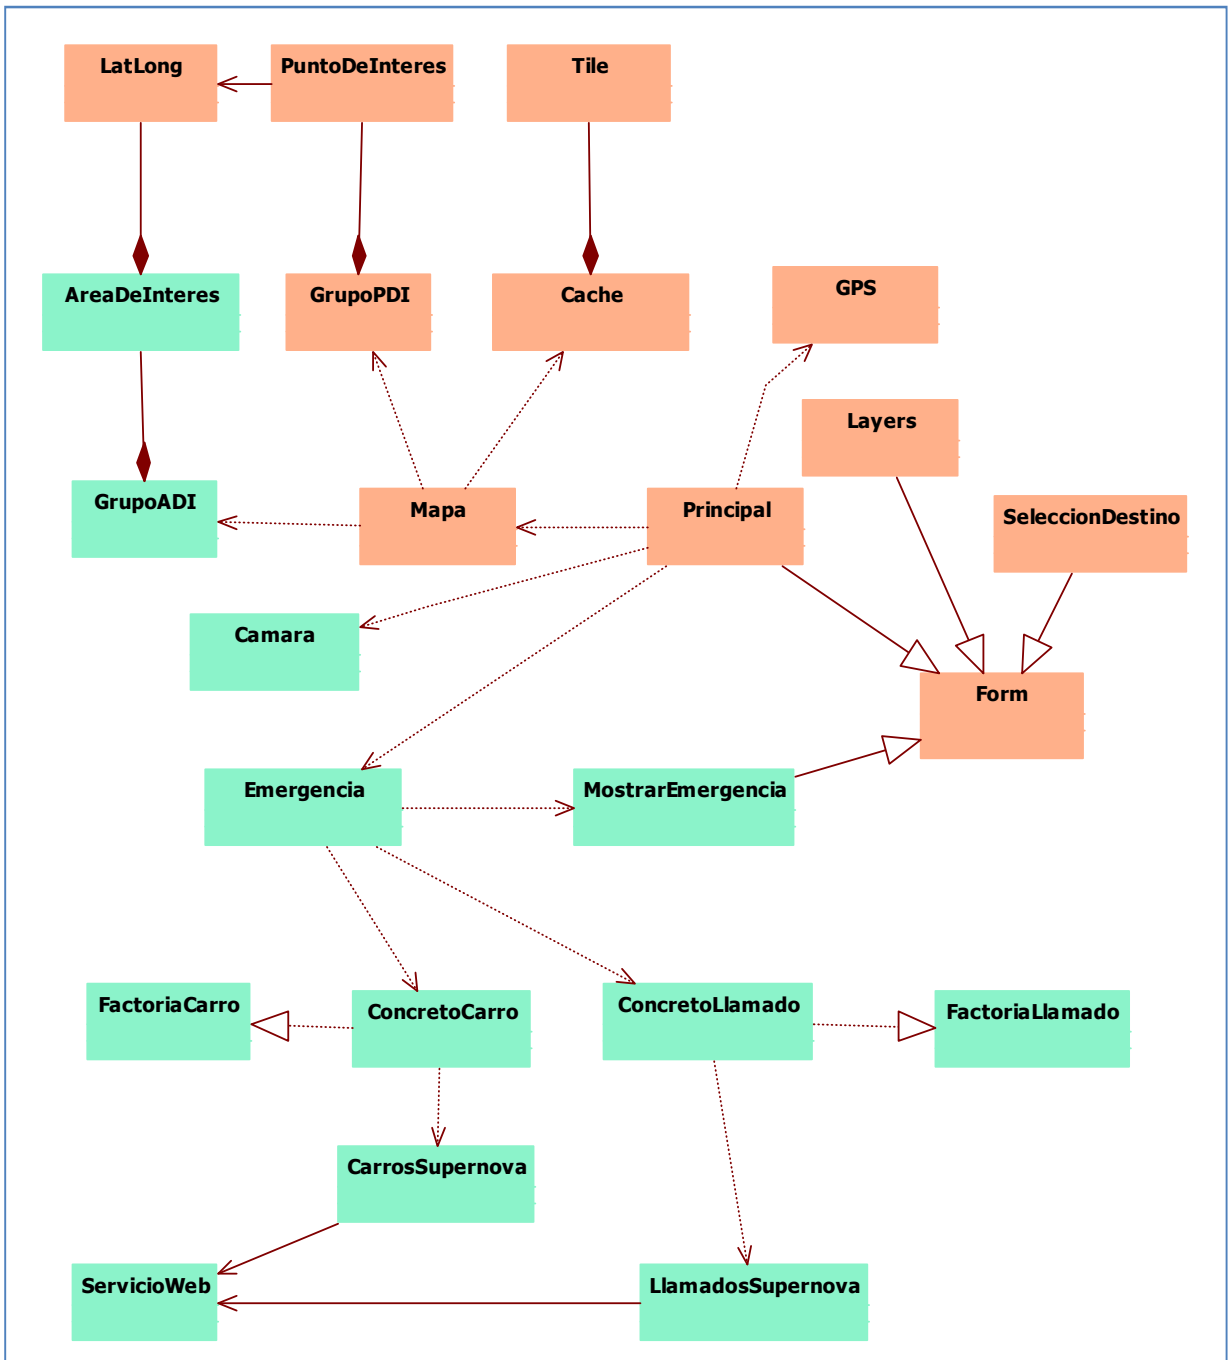 LatLong
PuntoDeInteres
Tile
AreaDeInteres
GrupoPDI
Cache
GPS
Layers
GrupoADI
Mapa
Principal
SeleccionDestino
Camara
Form
Emergencia
MostrarEmergencia
FactoriaCarro
ConcretoCarro
ConcretoLlamado
FactoriaLlamado
CarrosSupernova
ServicioWeb
LlamadosSupernova